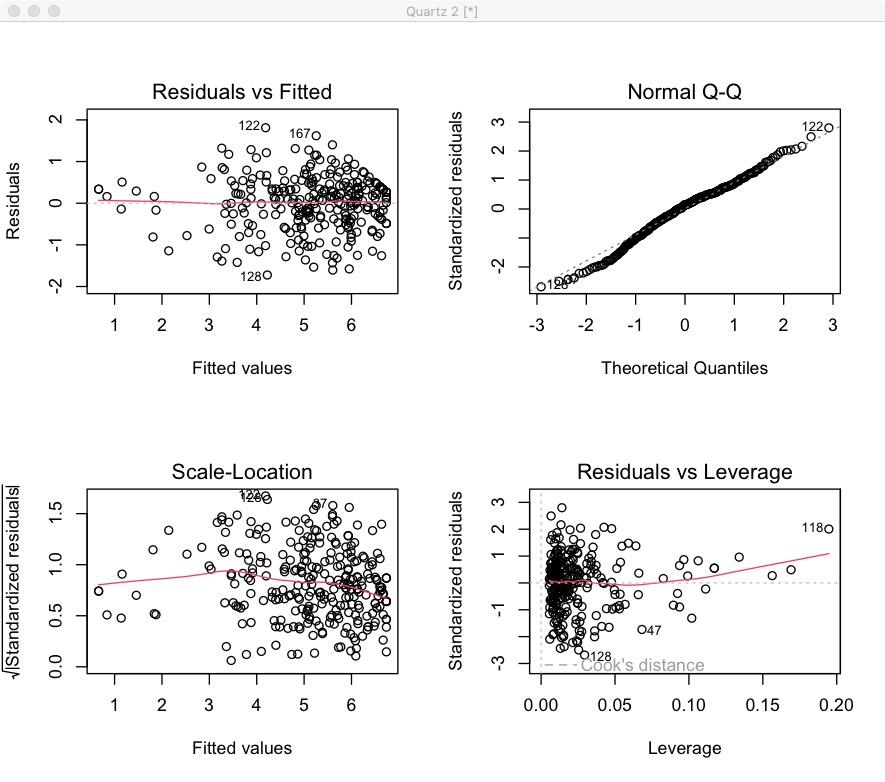 Quartz 2 [*]
Residuals vs Fitted
Residuals
2
1
0
-1
-2
122
167
128
1 2 3 4 5 6
Fitted values
Normal Q-Q
Standardized residuals
3
2
1
0
-2
122
-3 -2 -1 0 1 2 3
Theoretical Quantiles
Scale-Location
√|Standardized residuals|
1.5
1.0
0.5
0.0
1 2 3 4 5 6
Fitted values
Residuals vs Leverage
Standardized residuals
3
2
1
-1
-3
118
47
128
Cook's distance
0.00 0.05 0.10 0.15 0.20
Leverage